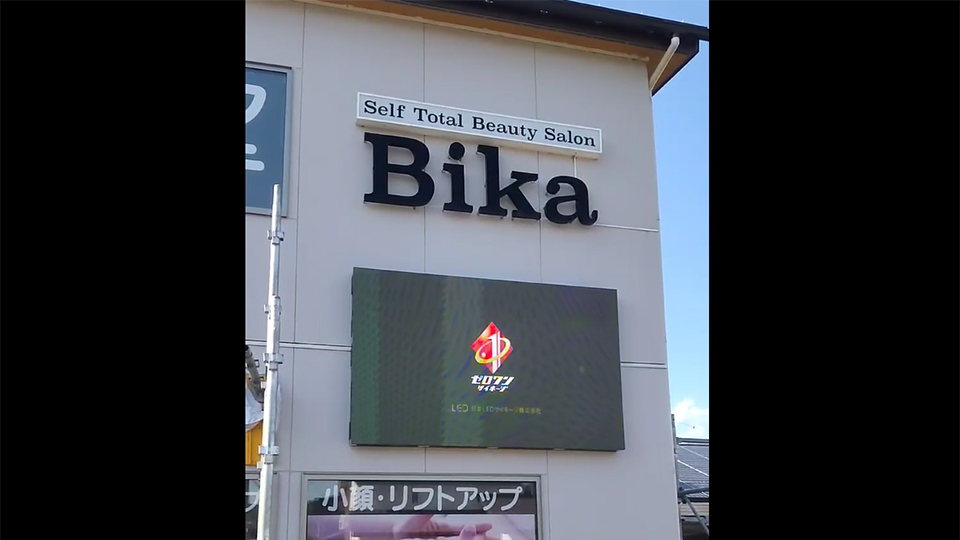 Self Total Beauty Salon
Bika
ゼロワン
サイネージ
LED
小顔・リフトアップ